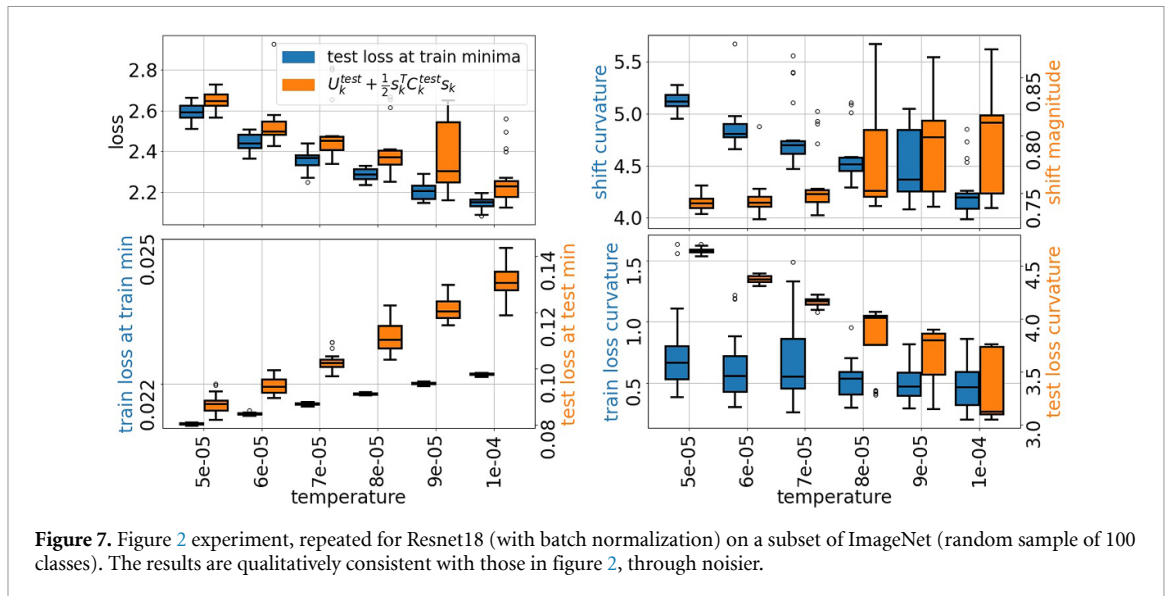 test loss at train minima
U_k^{test} + ½ s_k^T C_k^{test} s_k
loss
2.8
2.6
2.4
2.2
shift curvature
5.5
5.0
4.5
4.0
0.85
0.80
0.75
shift magnitude
train loss at train min
0.025
0.022
0.14
0.12
0.10
0.08
test loss at test min
5e-05
6e-05
7e-05
8e-05
9e-05
1e-04
temperature
train loss curvature
1.5
1.0
0.5
4.5
4.0
3.5
3.0
test loss curvature
5e-05
6e-05
7e-05
8e-05
9e-05
1e-04
temperature
Figure 7. Figure 2 experiment, repeated for Resnet18 (with batch normalization) on a subset of ImageNet (random sample of 100
classes). The results are qualitatively consistent with those in figure 2, through noisier.